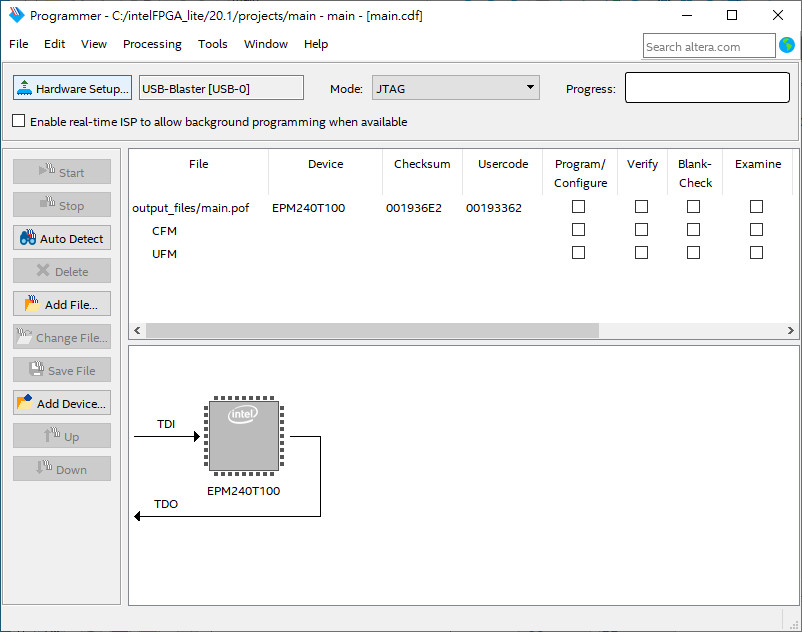 Programmer - C:/intelFPGA_lite/20.1/projects/main - main - [main.cdf]
File Edit View Processing Tools Window Help
Search altera.com
Hardware Setup... USB-Blaster [USB-0] Mode: JTAG Progress:
Enable real-time ISP to allow background programming when available
Start
Stop
Auto Detect
Delete
Add File...
Change File...
Save File
Add Device...
Up
Down
File Device Checksum Usercode Program/ Verify Blank- Examine
Configure Check
output_files/main.pof EPM240T100 001936E2 00193362
CFM
UFM
TDI
intel
EPM240T100
TDO